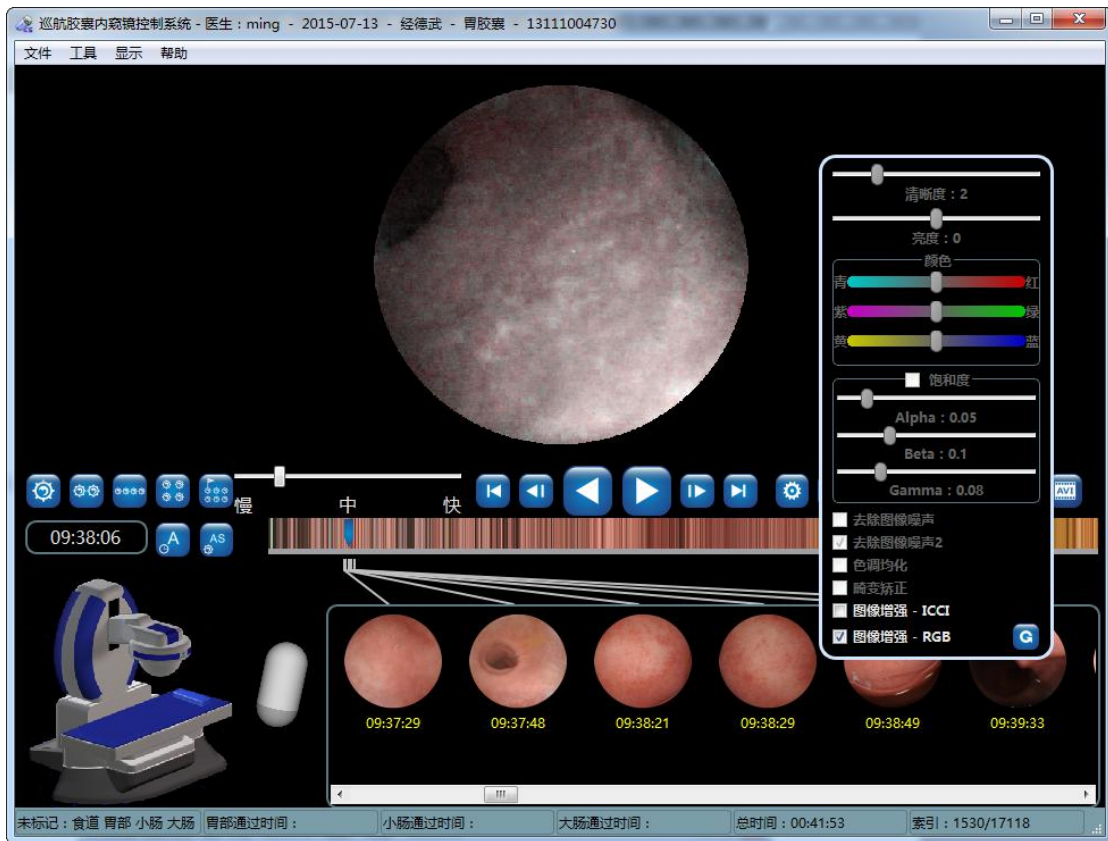 巡航胶囊内窥镜控制系统 - 医生：ming - 2015-07-13 - 经德武 - 胃胶囊 - 13111004730
文件 工具 显示 帮助
清晰度：2
亮度：0
颜色
青 红
紫 绿
黄 蓝
饱和度
Alpha：0.05
Beta：0.1
Gamma：0.08
去除图像噪声
去除图像噪声2
色调均化
畸变矫正
图像增强 - ICCI
图像增强 - RGB
慢 中 快
AVI
09:38:06
A
AS
09:37:29 09:37:48 09:38:21 09:38:29 09:38:49 09:39:33
未标记：食道 胃部 小肠 大肠 胃部通过时间： 小肠通过时间： 大肠通过时间： 总时间：00:41:53 索引：1530/17118